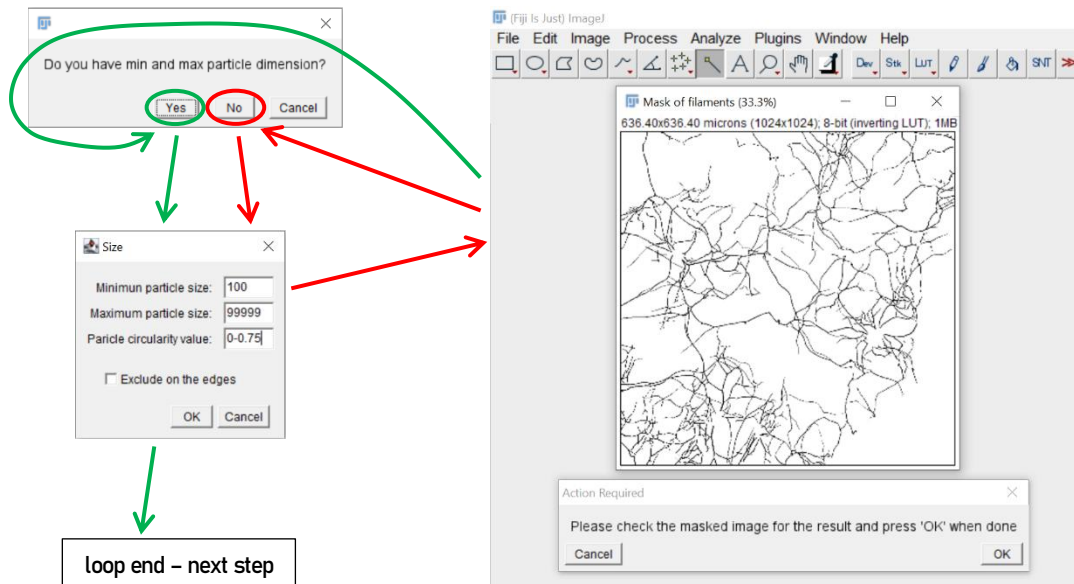 Do you have min and max particle dimension?
Yes No Cancel
Size
Minimun particle size: 100
Maximum particle size: 99999
Paricle circularity value: 0-0.75
Exclude on the edges
OK Cancel
loop end – next step
(Fiji Is Just) ImageJ
File Edit Image Process Analyze Plugins Window Help
A Dev Stk LUT SNT >>
Mask of filaments (33.3%)
636.40x636.40 microns (1024x1024); 8-bit (inverting LUT); 1MB
Action Required
Please check the masked image for the result and press 'OK' when done
Cancel OK